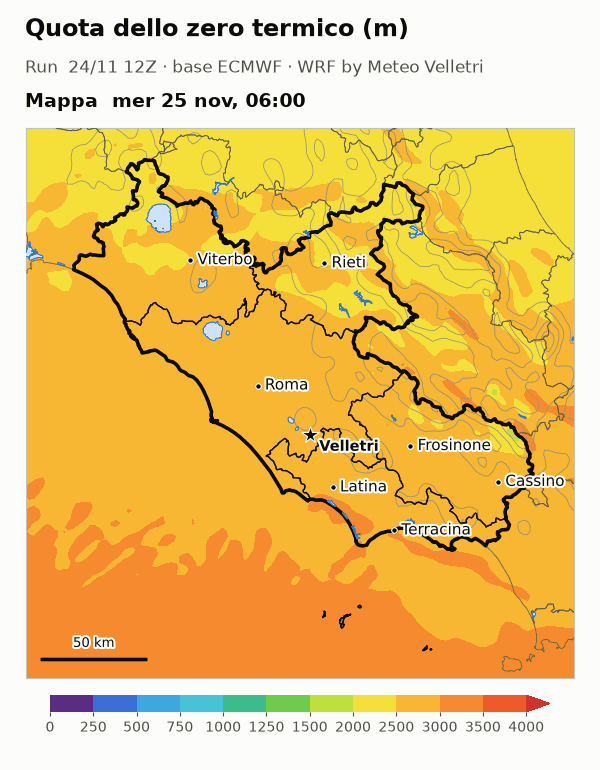 Quota dello zero termico (m)
Run 24/11 12Z · base ECMWF · WRF by Meteo Velletri
Mappa mer 25 nov, 06:00
Viterbo
Rieti
Roma
Velletri
Frosinone
Latina
Cassino
Terracina
50 km
0 250 500 750 1000 1250 1500 2000 2500 3000 3500 4000